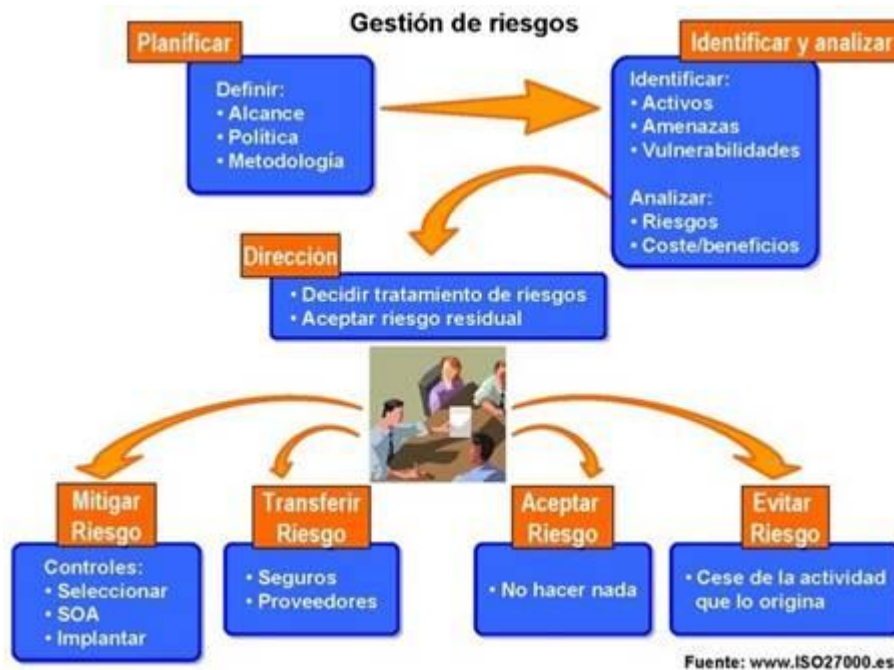 Gestión de riesgos
Planificar
Definir:
• Alcance
• Política
• Metodología
Identificar y analizar
Identificar:
• Activos
• Amenazas
• Vulnerabilidades
Analizar:
• Riesgos
• Coste/beneficios
Dirección
• Decidir tratamiento de riesgos
• Aceptar riesgo residual
Mitigar
Riesgo
Controles:
• Seleccionar
• SOA
• Implantar
Transferir
Riesgo
• Seguros
• Proveedores
Aceptar
Riesgo
• No hacer nada
Evitar
Riesgo
• Cese de la actividad
que lo origina
Fuente: www.ISO27000.es